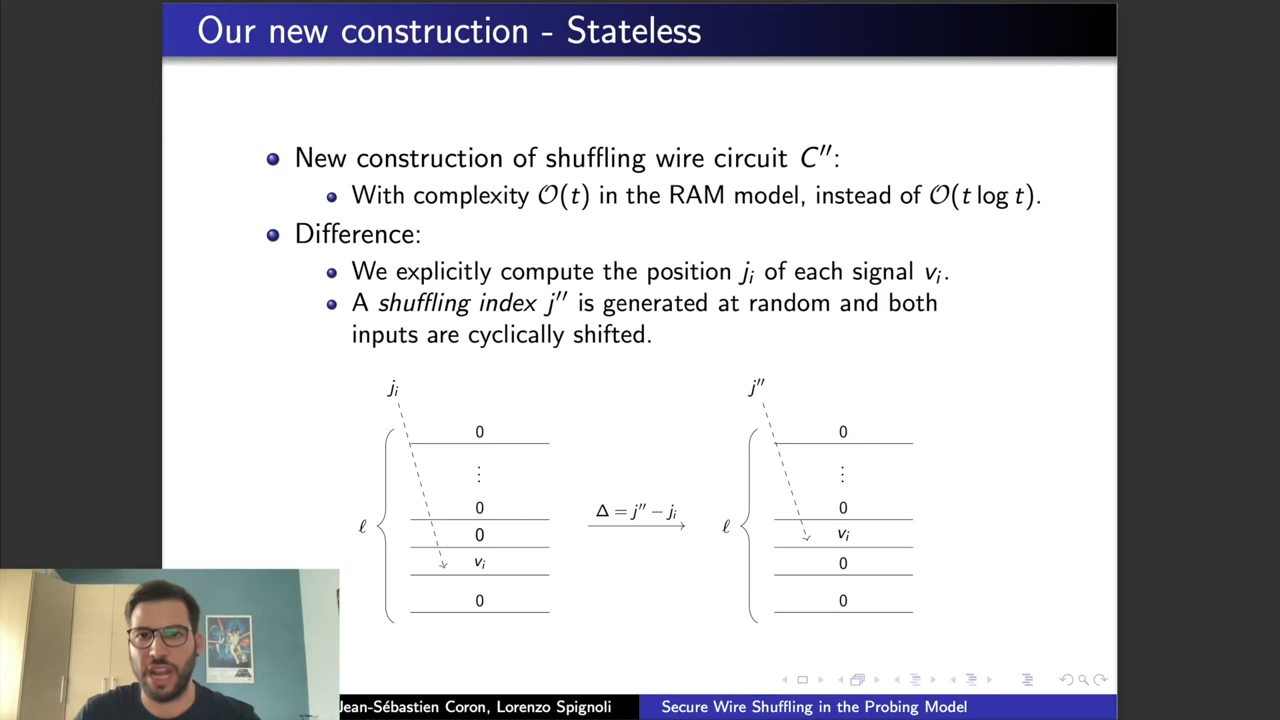 Our new construction - Stateless
New construction of shuffling wire circuit C″:
With complexity O(t) in the RAM model, instead of O(t log t).
Difference:
We explicitly compute the position jᵢ of each signal vᵢ.
A shuffling index j″ is generated at random and both
inputs are cyclically shifted.
jᵢ
0
⋮
0
0
vᵢ
0
ℓ
Δ = j″ − jᵢ
j″
0
⋮
0
vᵢ
0
0
ℓ
Jean-Sébastien Coron, Lorenzo Spignoli
Secure Wire Shuffling in the Probing Model